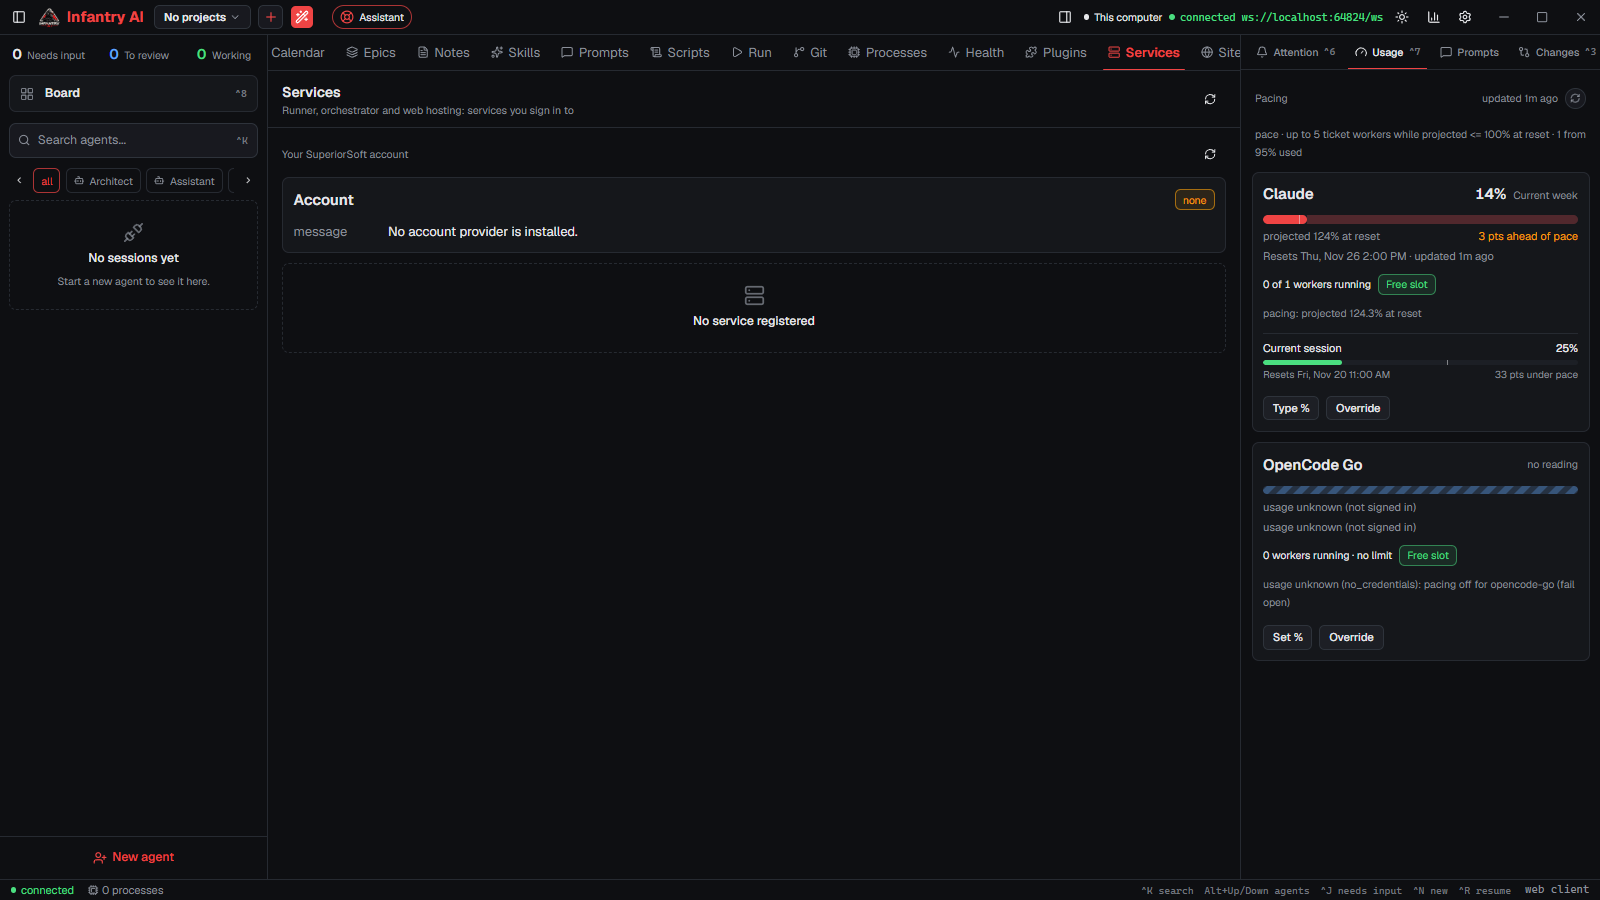 Infantry AI
No projects
Assistant
This computer
connected ws://localhost:64824/ws
0 Needs input
0 To review
0 Working
Board ^8
Search agents... ^K
all
Architect
Assistant
No sessions yet
Start a new agent to see it here.
New agent
Calendar
Epics
Notes
Skills
Prompts
Scripts
Run
Git
Processes
Health
Plugins
Services
Site
Services
Runner, orchestrator and web hosting: services you sign in to
Your SuperiorSoft account
Account
none
message No account provider is installed.
No service registered
Attention ^6
Usage ^7
Prompts
Changes ^3
Pacing
updated 1m ago
pace · up to 5 ticket workers while projected <= 100% at reset · 1 from
95% used
Claude
14% Current week
projected 124% at reset
3 pts ahead of pace
Resets Thu, Nov 26 2:00 PM · updated 1m ago
0 of 1 workers running
Free slot
pacing: projected 124.3% at reset
Current session
25%
Resets Fri, Nov 20 11:00 AM
33 pts under pace
Type %
Override
OpenCode Go
no reading
usage unknown (not signed in)
usage unknown (not signed in)
0 workers running · no limit
Free slot
usage unknown (no_credentials): pacing off for opencode-go (fail
open)
Set %
Override
connected
0 processes
^K search
Alt+Up/Down agents
^J needs input
^N new
^R resume
web client